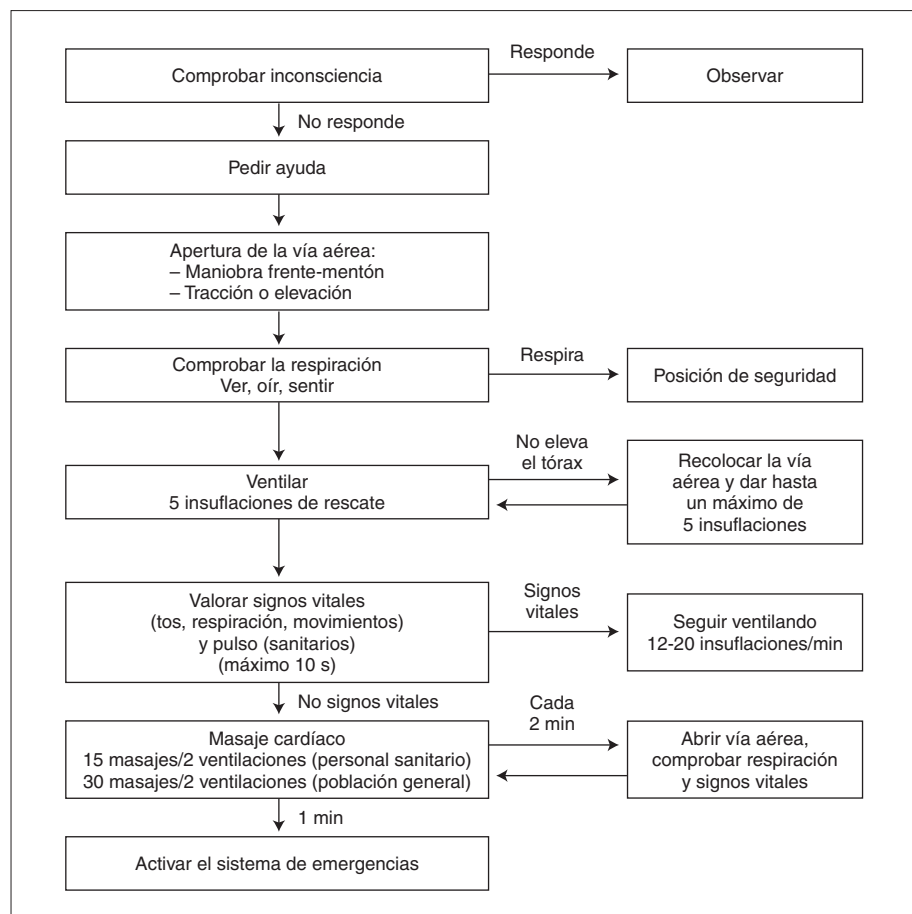 Comprobar inconsciencia
Responde
Observar
No responde
Pedir ayuda
Apertura de la vía aérea:
– Maniobra frente-mentón
– Tracción o elevación
Comprobar la respiración
Ver, oír, sentir
Respira
Posición de seguridad
Ventilar
5 insuflaciones de rescate
No eleva
el tórax
Recolocar la vía
aérea y dar hasta
un máximo de
5 insuflaciones
Valorar signos vitales
(tos, respiración, movimientos)
y pulso (sanitarios)
(máximo 10 s)
Signos
vitales
Seguir ventilando
12-20 insuflaciones/min
No signos vitales
Masaje cardíaco
15 masajes/2 ventilaciones (personal sanitario)
30 masajes/2 ventilaciones (población general)
Cada
2 min
Abrir vía aérea,
comprobar respiración
y signos vitales
1 min
Activar el sistema de emergencias